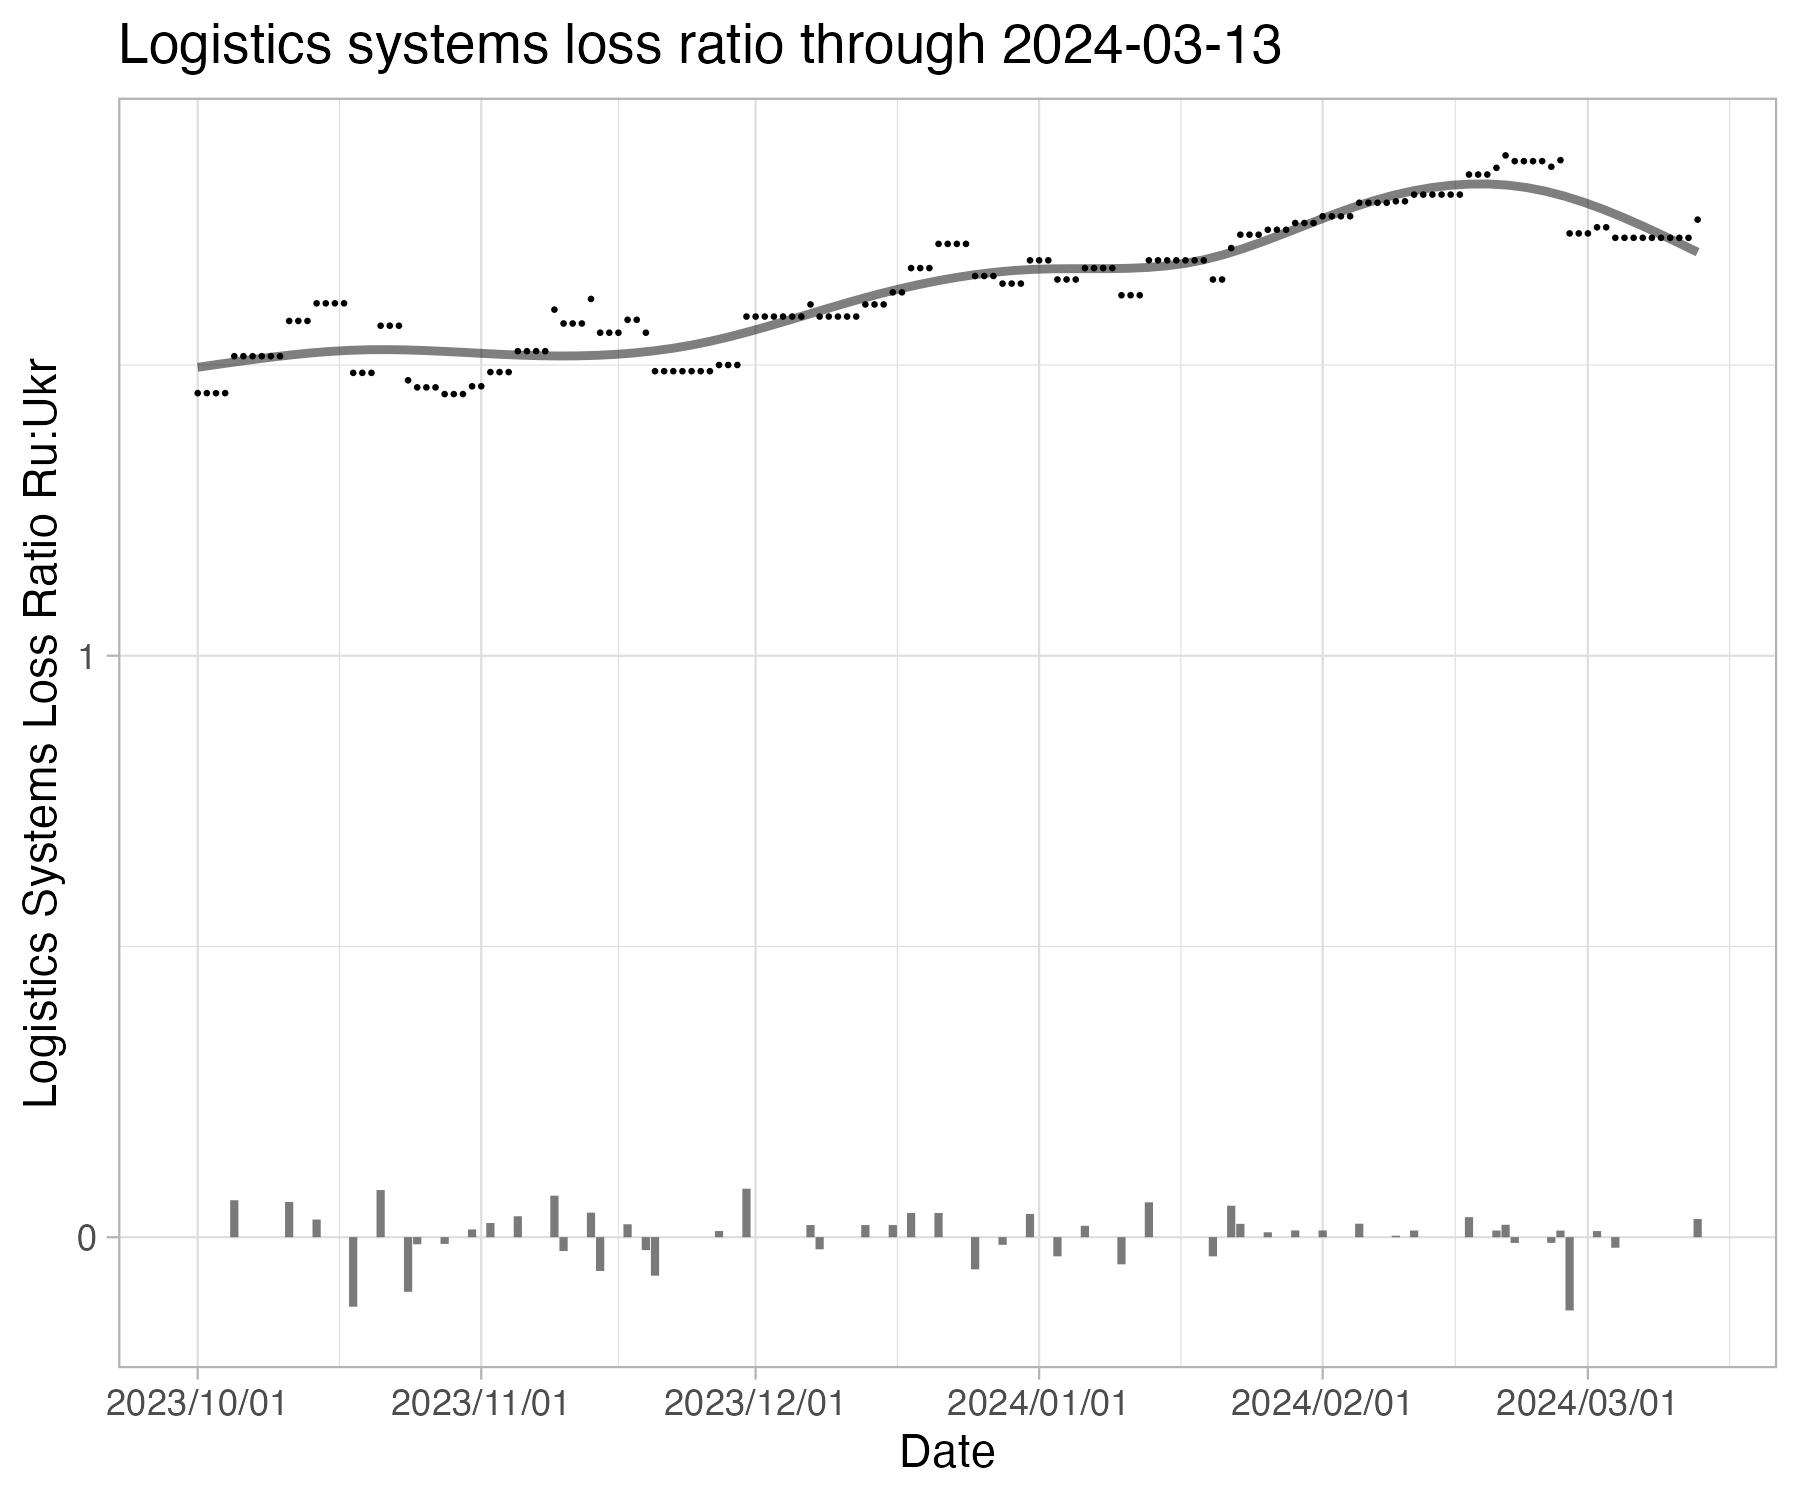 Logistics systems loss ratio through 2024-03-13
Logistics Systems Loss Ratio Ru:Ukr
1
0
2023/10/01
2023/11/01
2023/12/01
2024/01/01
2024/02/01
2024/03/01
Date